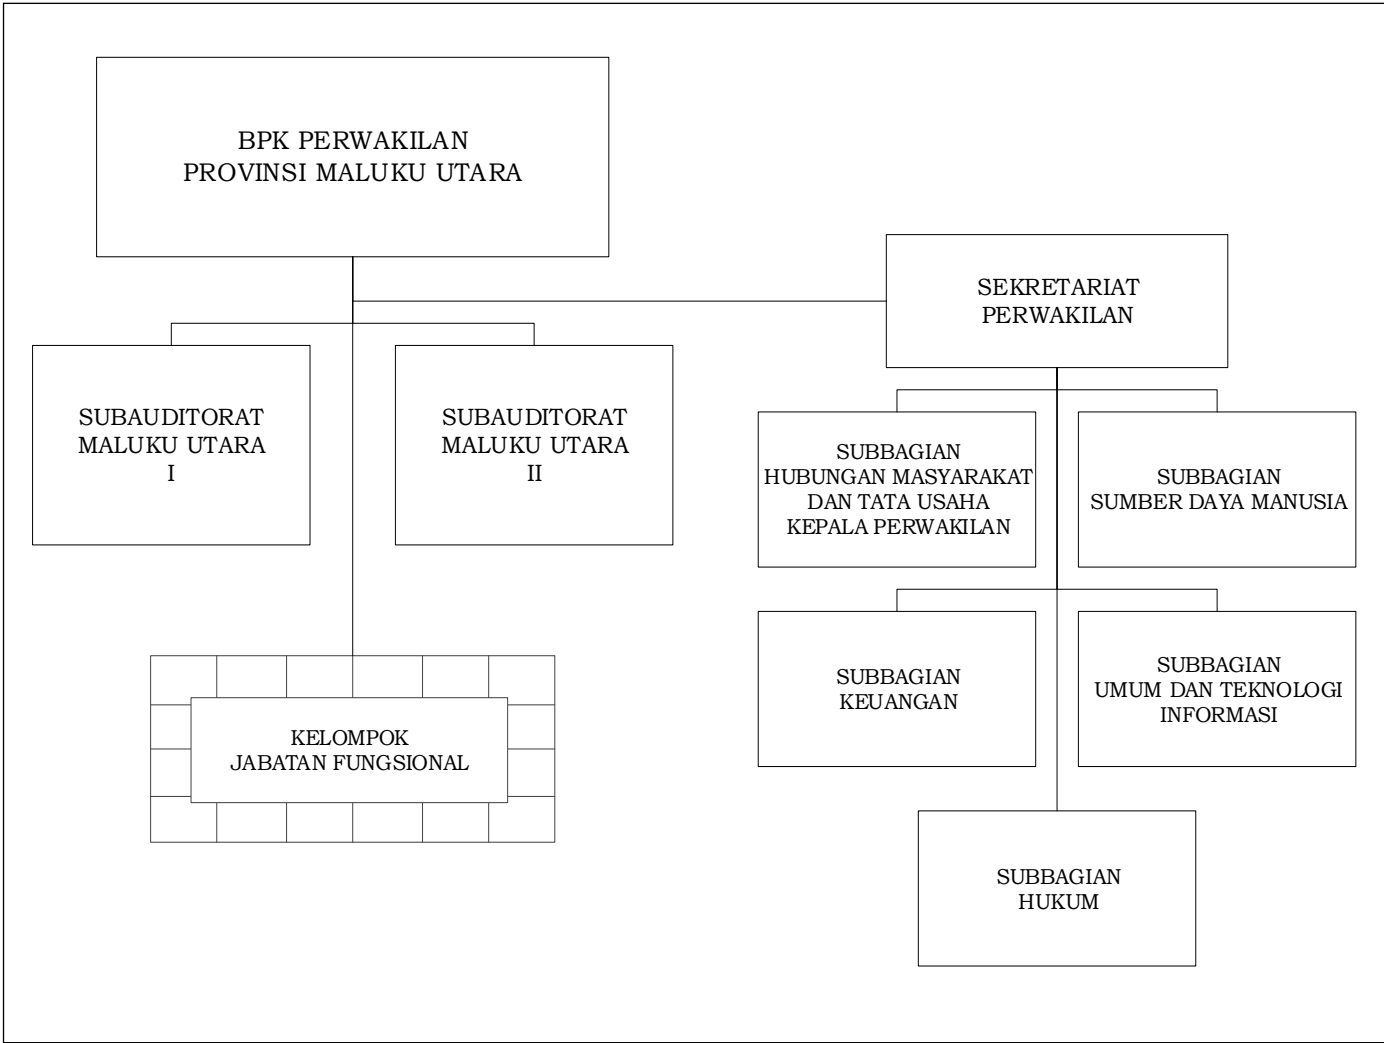 BPK PERWAKILAN
PROVINSI MALUKU UTARA
SEKRETARIAT
PERWAKILAN
SUBAUDITORAT
MALUKU UTARA
I
SUBAUDITORAT
MALUKU UTARA
II
SUBBAGIAN
HUBUNGAN MASYARAKAT
DAN TATA USAHA
KEPALA PERWAKILAN
SUBBAGIAN
SUMBER DAYA MANUSIA
SUBBAGIAN
KEUANGAN
SUBBAGIAN
UMUM DAN TEKNOLOGI
INFORMASI
KELOMPOK
JABATAN FUNGSIONAL
SUBBAGIAN
HUKUM